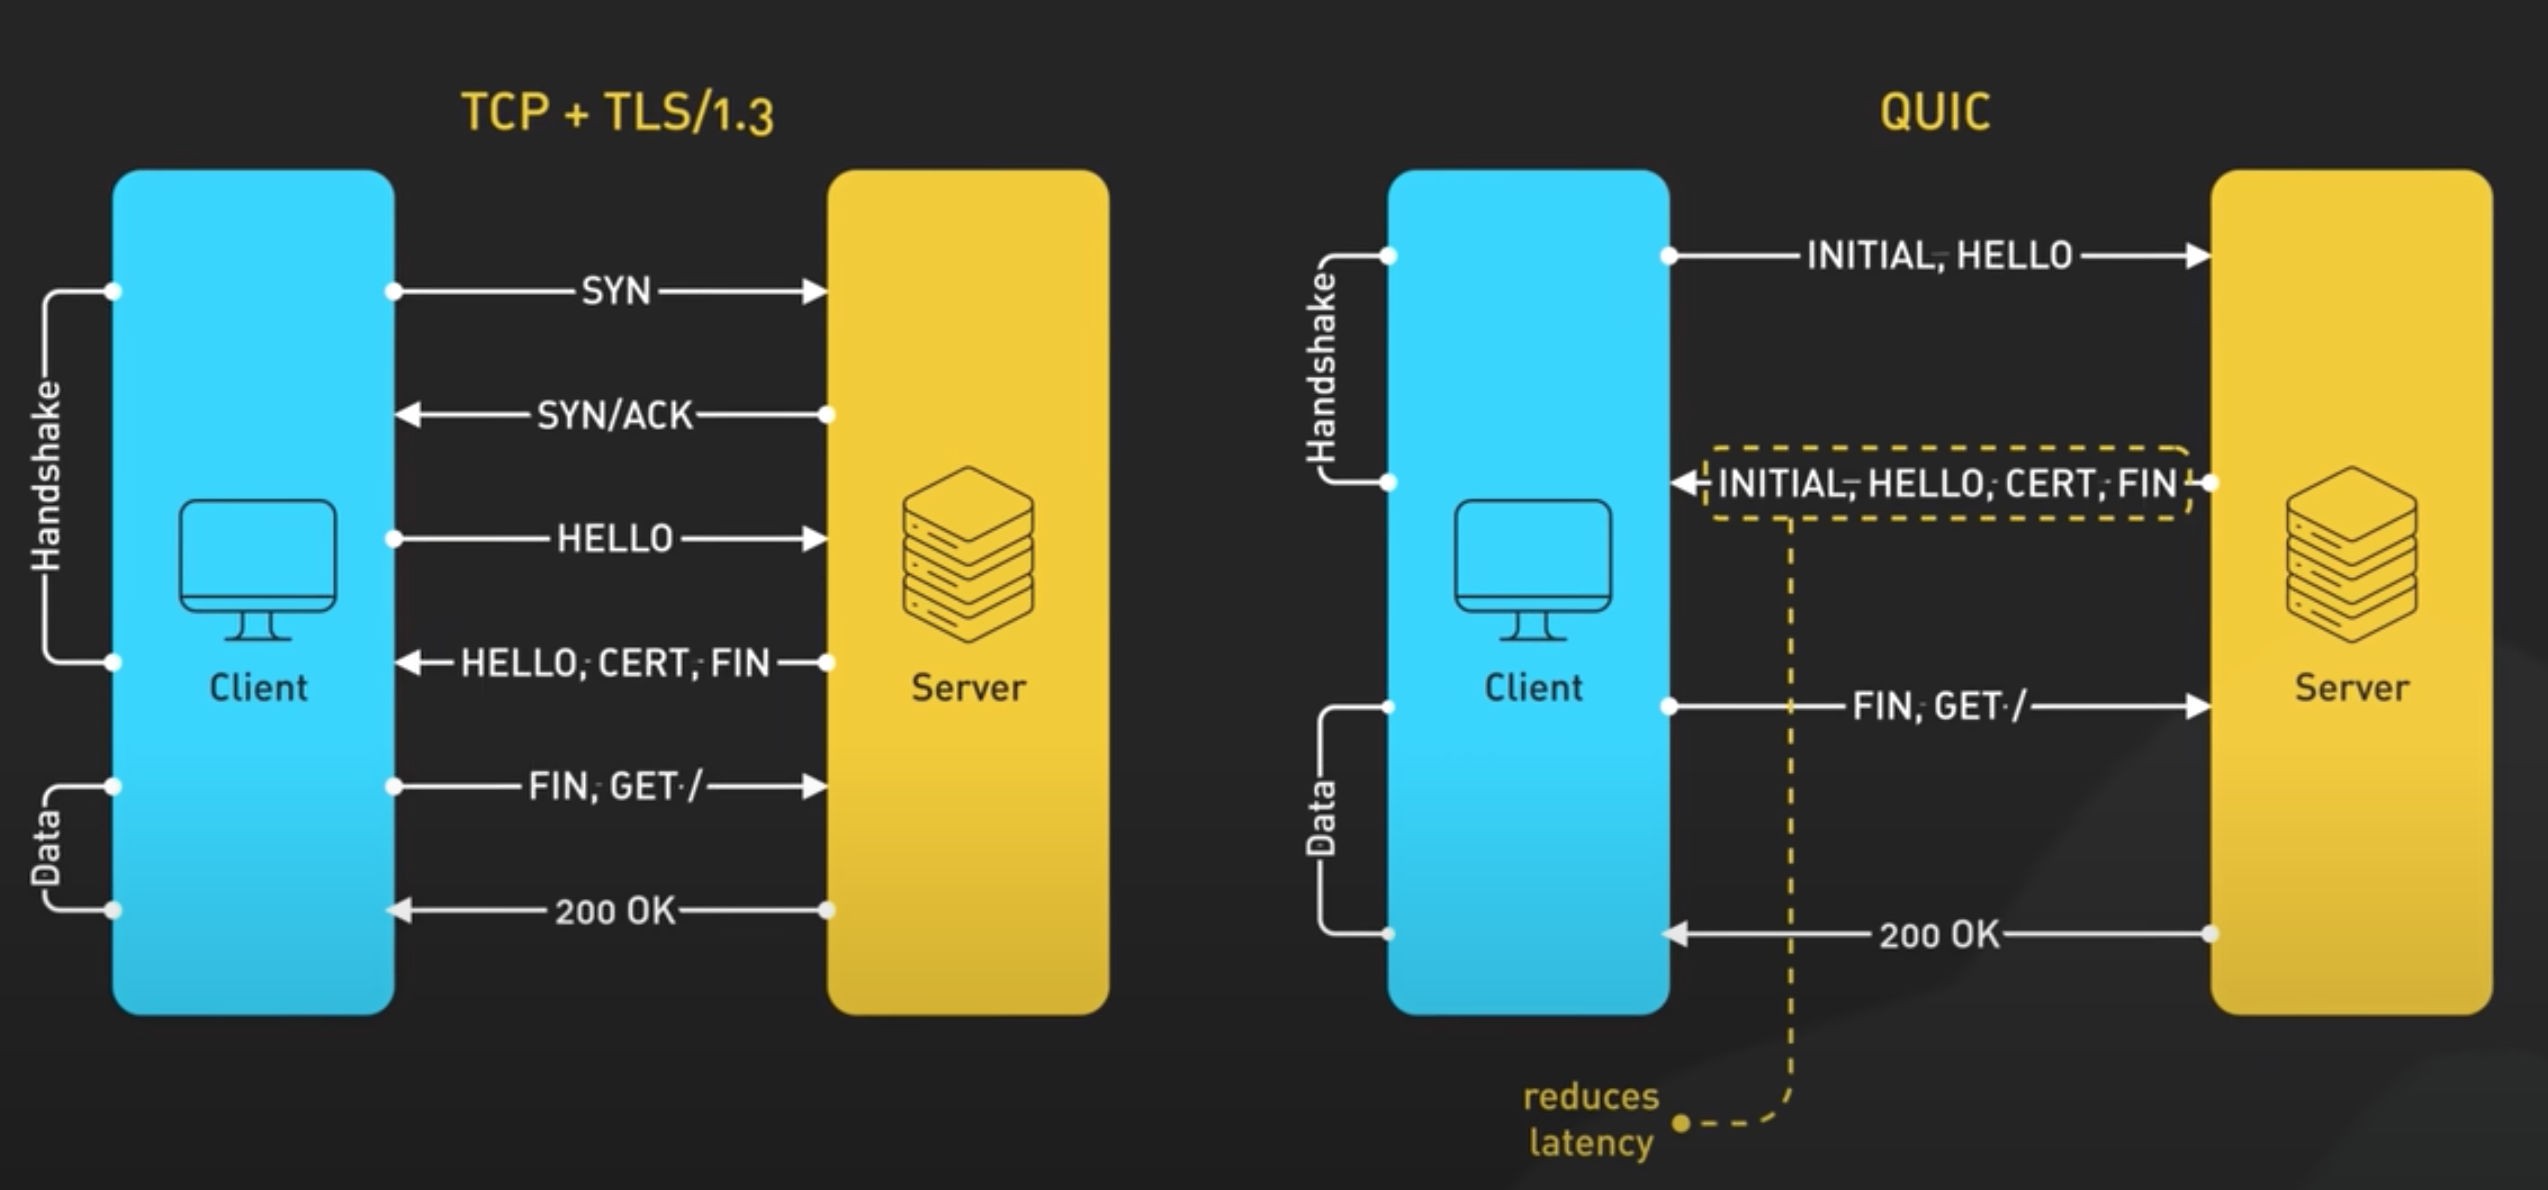 TCP + TLS/1.3
Handshake
Data
Client
SYN
SYN/ACK
HELLO
HELLO, CERT, FIN
FIN, GET /
200 OK
Server
QUIC
Handshake
Data
Client
INITIAL, HELLO
INITIAL, HELLO, CERT, FIN
FIN, GET /
200 OK
Server
reduces
latency